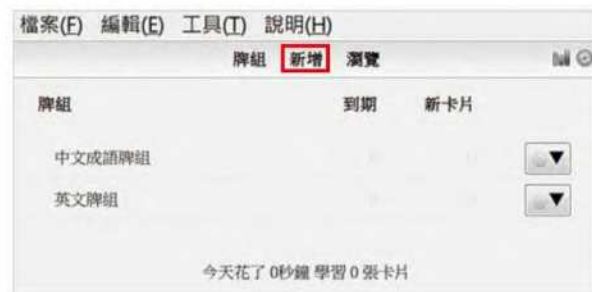 檔案(F) 編輯(E) 工具(T) 說明(H)
牌組 新增 瀏覽
牌組 到期 新卡片
中文成語牌組
英文牌組
今天花了 0秒鐘 學習 0 張卡片